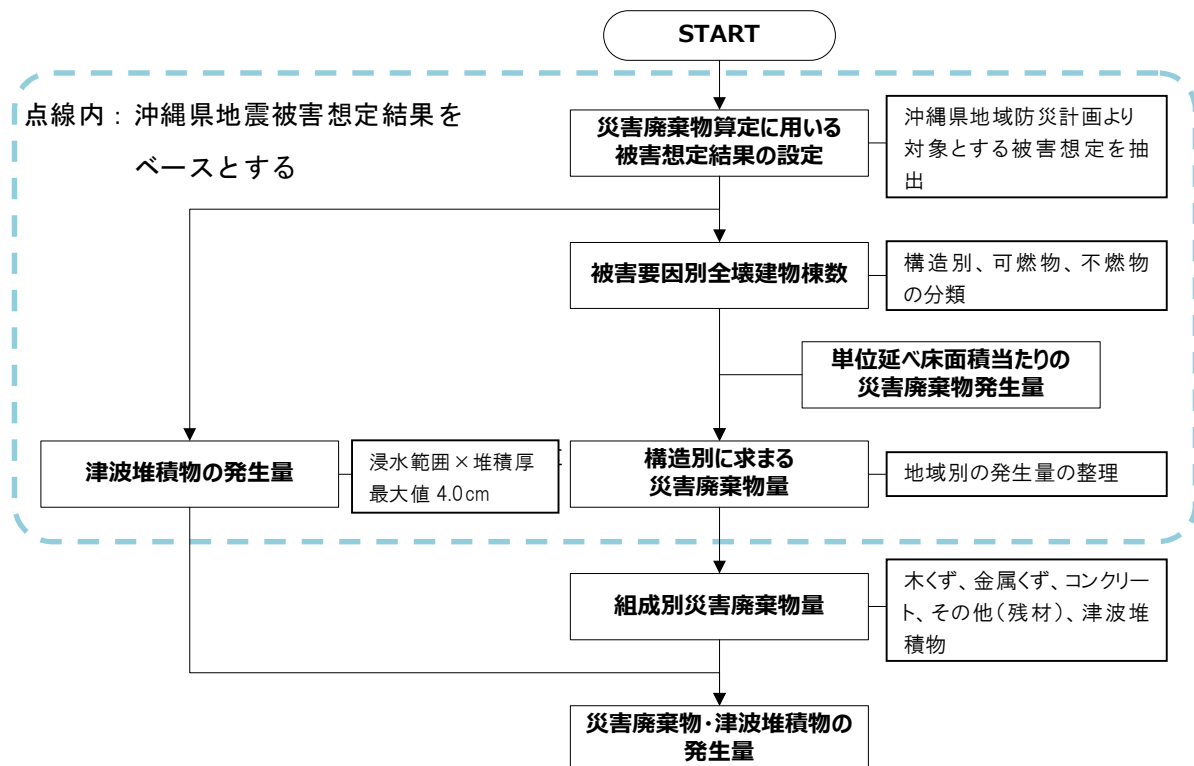 START
点線内：沖縄県地震被害想定結果を
ベースとする
災害廃棄物算定に用いる
被害想定結果の設定
沖縄県地域防災計画より
対象とする被害想定を抽
出
被害要因別全壊建物棟数
構造別、可燃物、不燃物
の分類
単位延べ床面積当たりの
災害廃棄物発生量
津波堆積物の発生量
浸水範囲×堆積厚
最大値 4.0cm
構造別に求まる
災害廃棄物量
地域別の発生量の整理
組成別災害廃棄物量
木くず、金属くず、コンクリー
ト、その他（残材）、津波堆
積物
災害廃棄物・津波堆積物の
発生量